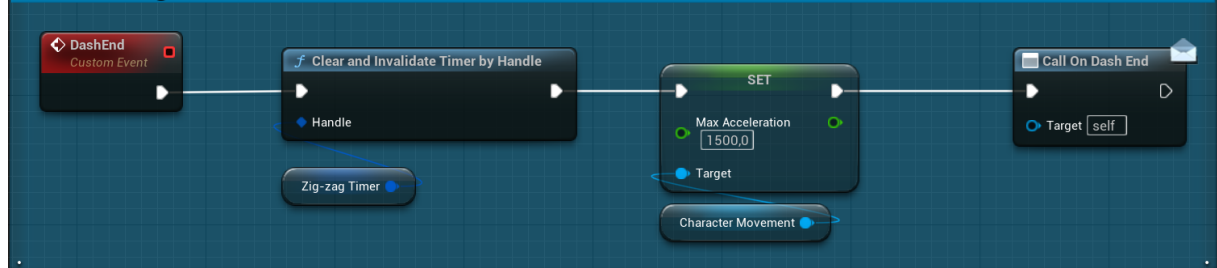 DashEnd
Custom Event
f Clear and Invalidate Timer by Handle
Handle
Zig-zag Timer
SET
Max Acceleration
1500,0
Target
Character Movement
Call On Dash End
Target self